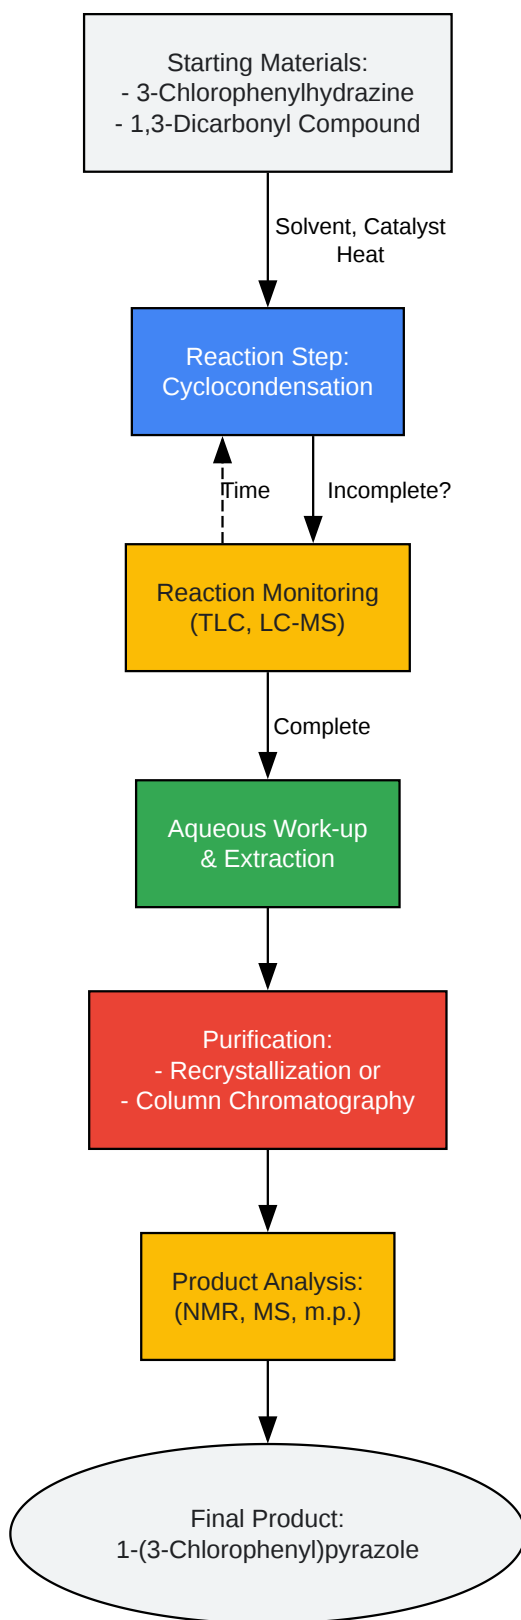 Starting Materials:
- 3-Chlorophenylhydrazine
- 1,3-Dicarbonyl Compound
Solvent, Catalyst
Heat
Reaction Step:
Cyclocondensation
Time
Incomplete?
Reaction Monitoring
(TLC, LC-MS)
Complete
Aqueous Work-up
& Extraction
Purification:
- Recrystallization or
- Column Chromatography
Product Analysis:
(NMR, MS, m.p.)
Final Product:
1-(3-Chlorophenyl)pyrazole